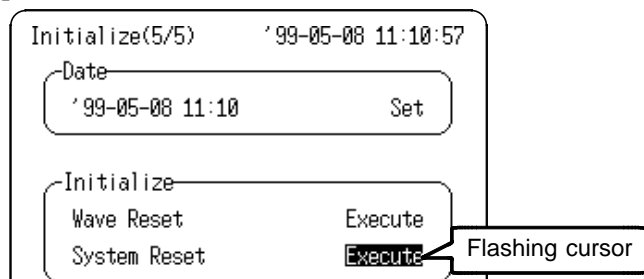 Initialize(5/5) '99-05-08 11:10:57
Date
'99-05-08 11:10 Set
Initialize
Wave Reset Execute
System Reset Execute
Flashing cursor